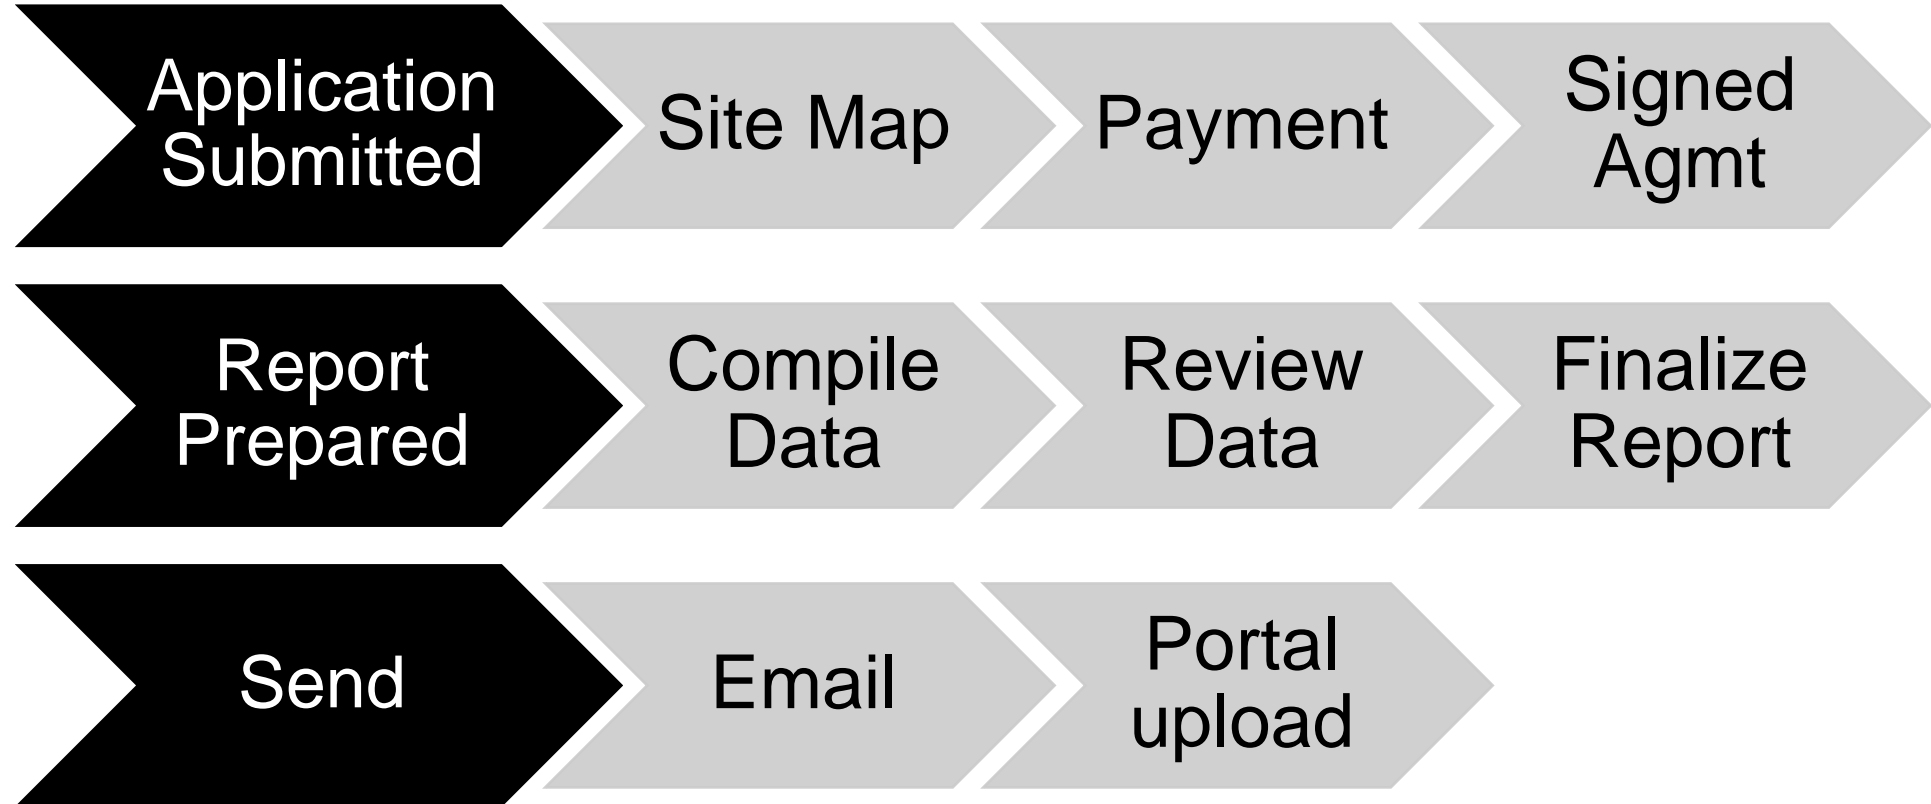 Application
Submitted
Site Map
Payment
Signed
Agmt
Report
Prepared
Compile
Data
Review
Data
Finalize
Report
Send
Email
Portal
upload